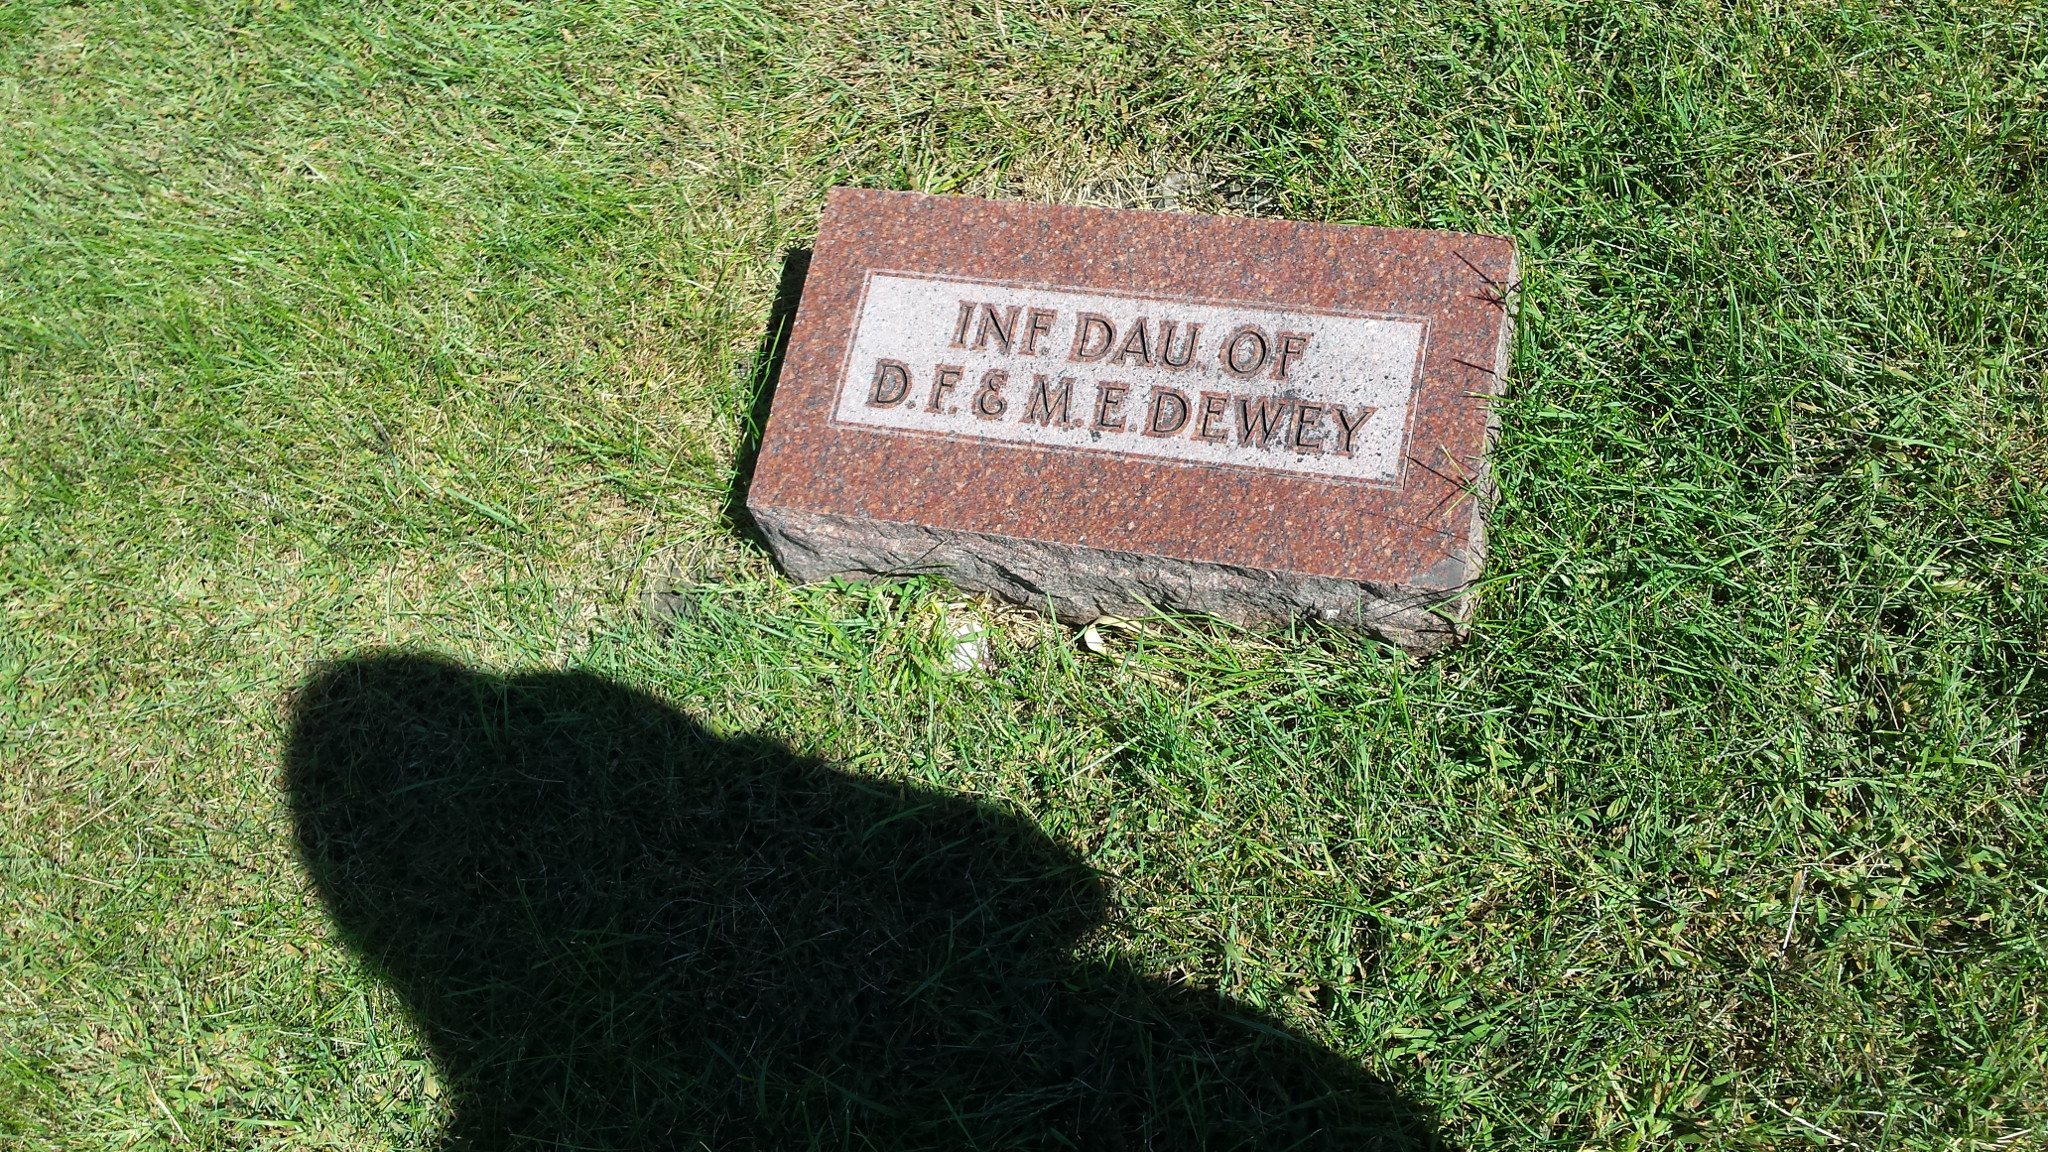 INF. DAU. OF
D. F. & M. E. DEWEY